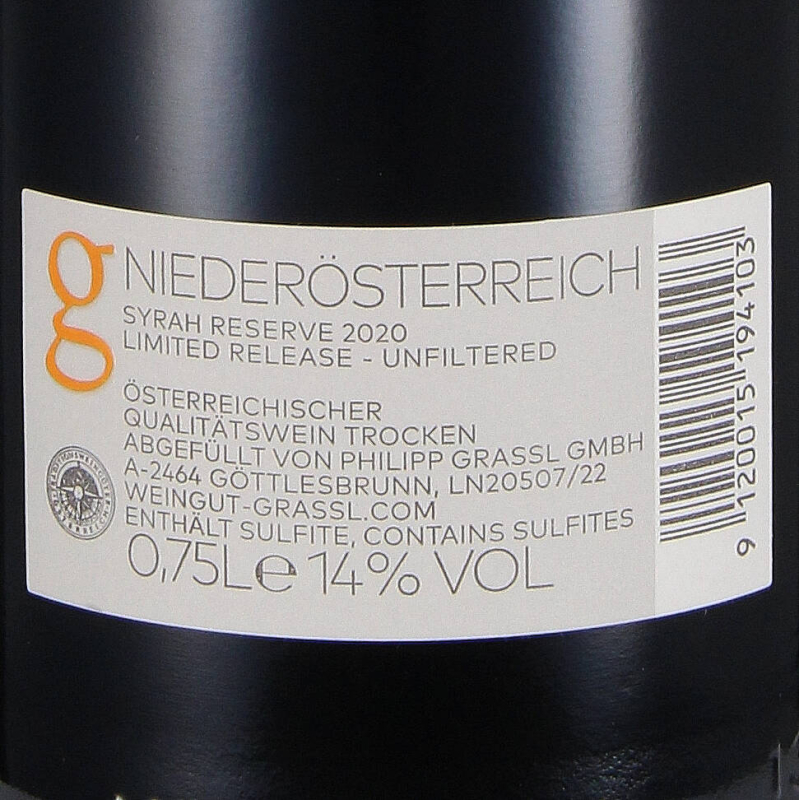 g
NIEDERÖSTERREICH
SYRAH RESERVE 2020
LIMITED RELEASE - UNFILTERED
ÖSTERREICHISCHER
QUALITÄTSWEIN TROCKEN
ABGEFÜLLT VON PHILIPP GRASSL GMBH
A-2464 GÖTTLESBRUNN, LN20507/22
WEINGUT-GRASSL.COM
ENTHÄLT SULFITE, CONTAINS SULFITES
0,75Le 14% VOL
9 120015 194103